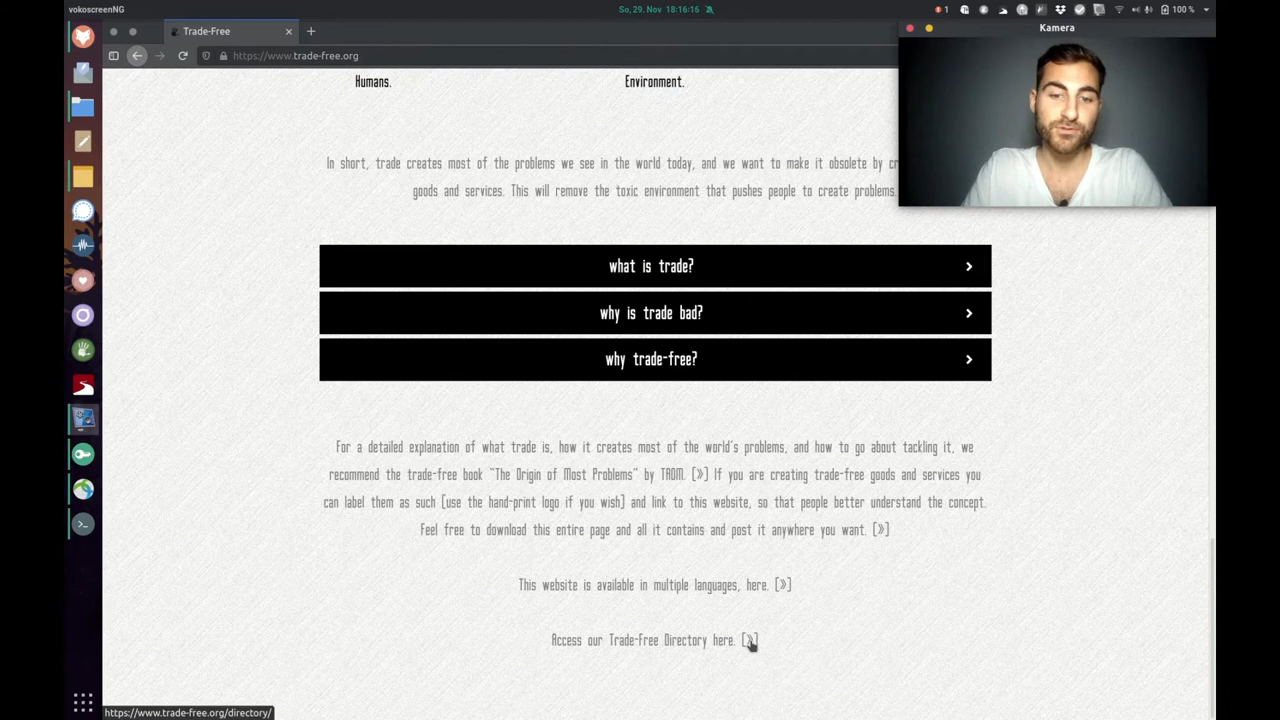 vokoscreenNG
So, 29. Nov 18:16:16
1
100 %
Trade-Free
Kamera
https://www.trade-free.org
Humans.
Environment.
In short, trade creates most of the problems we see in the world today, and we want to make it obsolete by
goods and services. This will remove the toxic environment that pushes people to create problems.
what is trade?
why is trade bad?
why trade-free?
For a detailed explanation of what trade is, how it creates most of the world's problems, and how to go about tackling it, we
recommend the trade-free book "The Origin of Most Problems" by TROM. [»] If you are creating trade-free goods and services you
can label them as such [use the hand-print logo if you wish] and link to this website, so that people better understand the concept.
Feel free to download this entire page and all it contains and post it anywhere you want. [»]
This website is available in multiple languages, here. [»]
Access our Trade-Free Directory here. [»]
https://www.trade-free.org/directory/